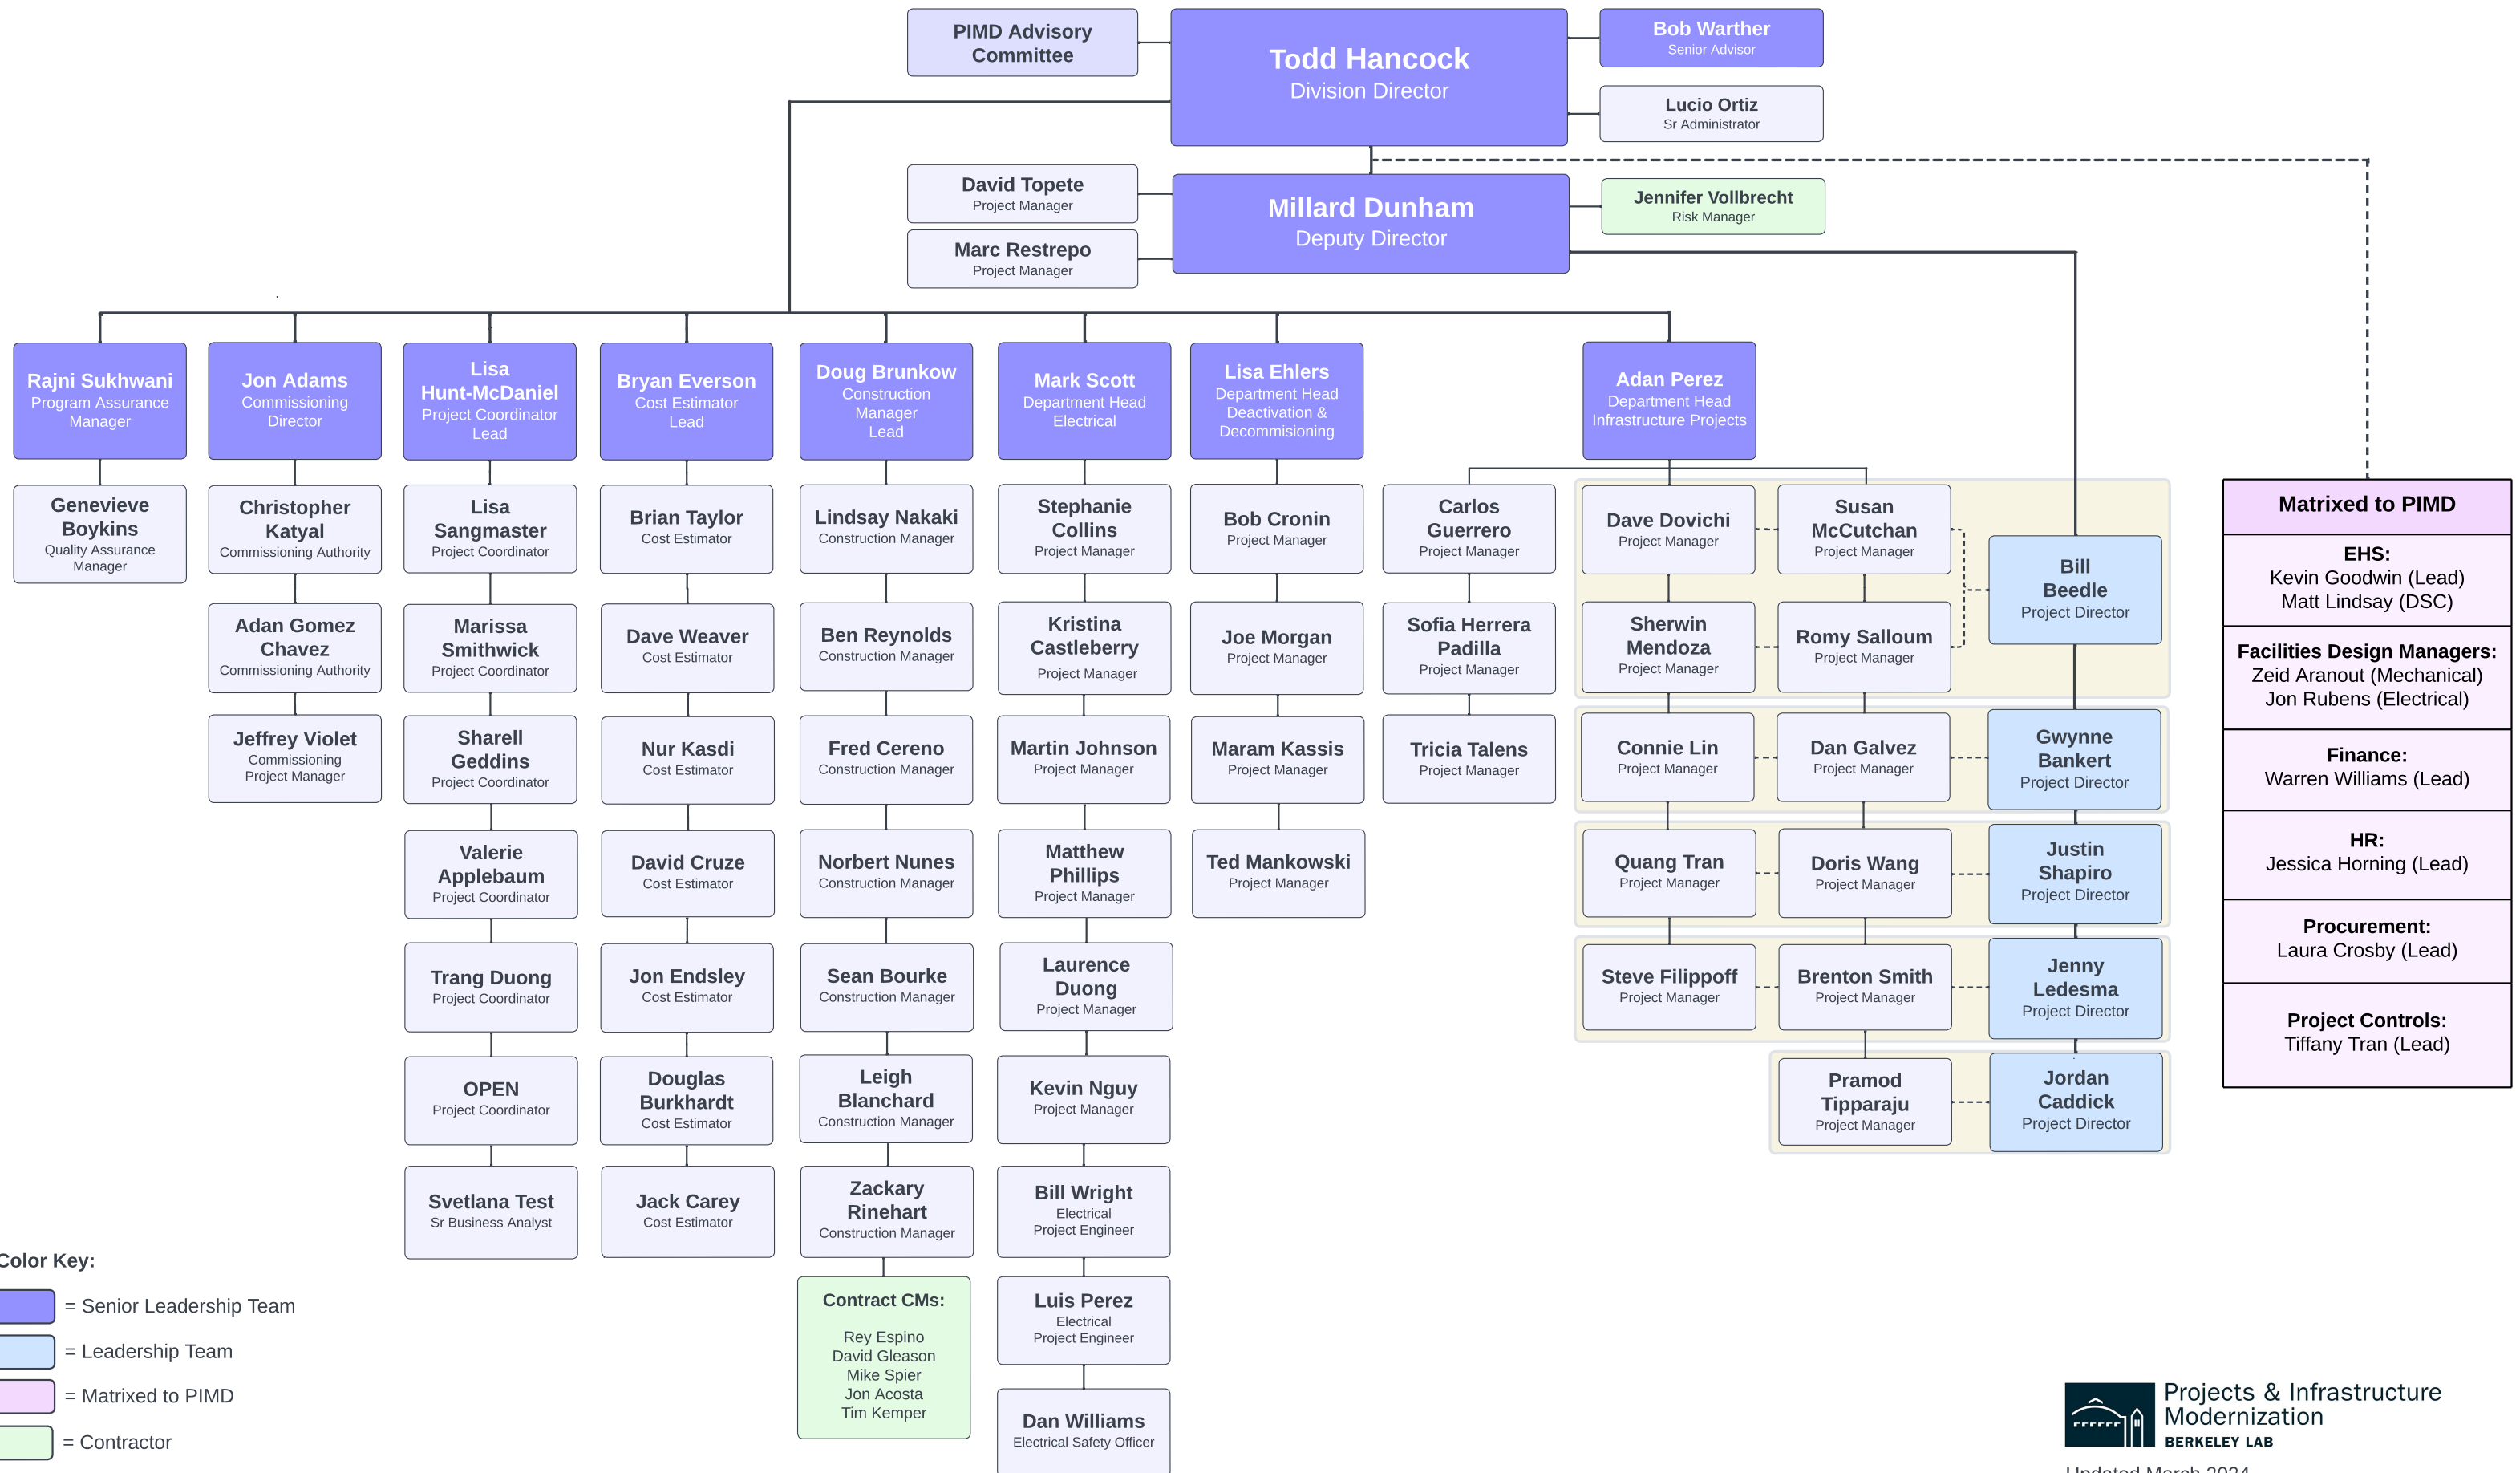 PIMD Advisory
Committee
Todd Hancock
Division Director
Bob Warther
Senior Advisor
Lucio Ortiz
Sr Administrator
David Topete
Project Manager
Marc Restrepo
Project Manager
Millard Dunham
Deputy Director
Jennifer Vollbrecht
Risk Manager
Rajni Sukhwani
Program Assurance
Manager
Genevieve
Boykins
Quality Assurance
Manager
Jon Adams
Commissioning
Director
Christopher
Katyal
Commissioning Authority
Adan Gomez
Chavez
Commissioning Authority
Jeffrey Violet
Commissioning
Project Manager
Lisa
Hunt-McDaniel
Project Coordinator
Lead
Lisa
Sangmaster
Project Coordinator
Marissa
Smithwick
Project Coordinator
Sharell
Geddins
Project Coordinator
Valerie
Applebaum
Project Coordinator
Trang Duong
Project Coordinator
OPEN
Project Coordinator
Svetlana Test
Sr Business Analyst
Bryan Everson
Cost Estimator
Lead
Brian Taylor
Cost Estimator
Dave Weaver
Cost Estimator
Nur Kasdi
Cost Estimator
David Cruze
Cost Estimator
Jon Endsley
Cost Estimator
Douglas
Burkhardt
Cost Estimator
Jack Carey
Cost Estimator
Doug Brunkow
Construction
Manager
Lead
Lindsay Nakaki
Construction Manager
Ben Reynolds
Construction Manager
Fred Cereno
Construction Manager
Norbert Nunes
Construction Manager
Sean Bourke
Construction Manager
Leigh
Blanchard
Construction Manager
Zackary
Rinehart
Construction Manager
Contract CMs:
Rey Espino
David Gleason
Mike Spier
Jon Acosta
Tim Kemper
Mark Scott
Department Head
Electrical
Stephanie
Collins
Project Manager
Kristina
Castleberry
Project Manager
Martin Johnson
Project Manager
Matthew
Phillips
Project Manager
Laurence
Duong
Project Manager
Kevin Nguy
Project Manager
Bill Wright
Electrical
Project Engineer
Luis Perez
Electrical
Project Engineer
Dan Williams
Electrical Safety Officer
Lisa Ehlers
Department Head
Deactivation &
Decommisioning
Bob Cronin
Project Manager
Joe Morgan
Project Manager
Maram Kassis
Project Manager
Ted Mankowski
Project Manager
Adan Perez
Department Head
Infrastructure Projects
Carlos
Guerrero
Project Manager
Sofia Herrera
Padilla
Project Manager
Tricia Talens
Project Manager
Dave Dovichi
Project Manager
Sherwin
Mendoza
Project Manager
Connie Lin
Project Manager
Quang Tran
Project Manager
Steve Filippoff
Project Manager
Susan
McCutchan
Project Manager
Romy Salloum
Project Manager
Dan Galvez
Project Manager
Doris Wang
Project Manager
Brenton Smith
Project Manager
Pramod
Tipparaju
Project Manager
Bill
Beedle
Project Director
Gwynne
Bankert
Project Director
Justin
Shapiro
Project Director
Jenny
Ledesma
Project Director
Jordan
Caddick
Project Director
Matrixed to PIMD
EHS:
Kevin Goodwin (Lead)
Matt Lindsay (DSC)
Facilities Design Managers:
Zeid Aranout (Mechanical)
Jon Rubens (Electrical)
Finance:
Warren Williams (Lead)
HR:
Jessica Horning (Lead)
Procurement:
Laura Crosby (Lead)
Project Controls:
Tiffany Tran (Lead)
Color Key:
= Senior Leadership Team
= Leadership Team
= Matrixed to PIMD
= Contractor
Projects & Infrastructure
Modernization
BERKELEY LAB
Updated March 2024